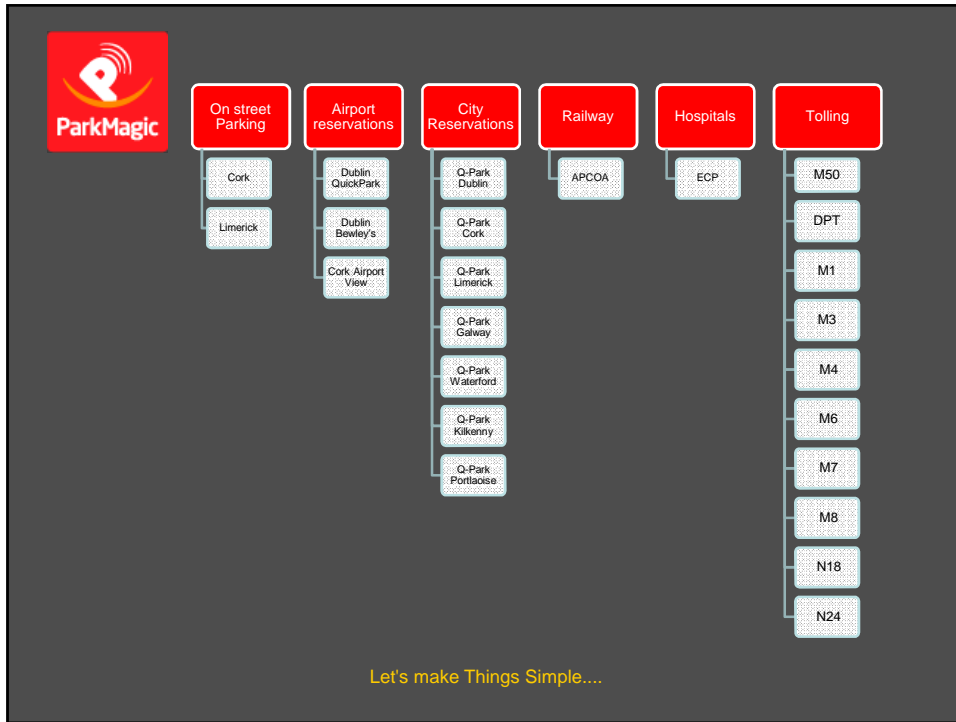 ParkMagic
On street
Parking
Cork
Limerick
Airport
reservations
Dublin
QuickPark
Dublin
Bewley's
Cork Airport
View
City
Reservations
Q-Park
Dublin
Q-Park
Cork
Q-Park
Limerick
Q-Park
Galway
Q-Park
Waterford
Q-Park
Kilkenny
Q-Park
Portlaoise
Railway
APCOA
Hospitals
ECP
Tolling
M50
DPT
M1
M3
M4
M6
M7
M8
N18
N24
Let's make Things Simple....